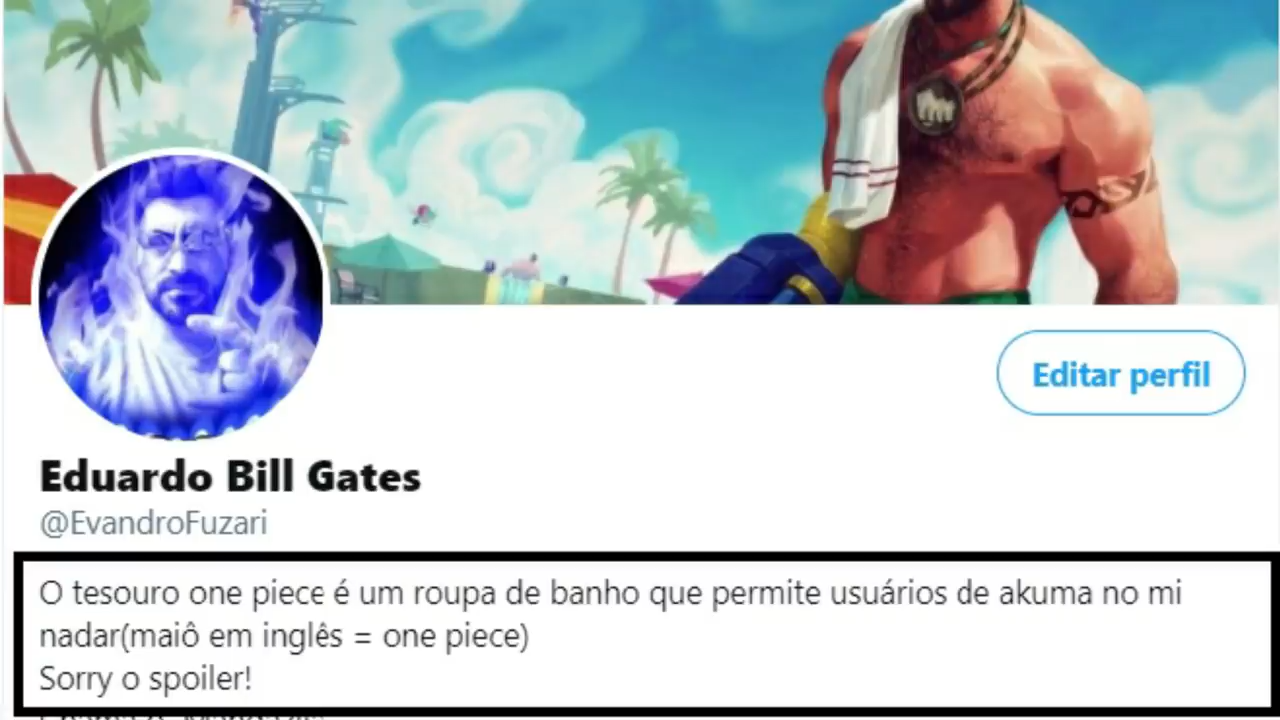 Editar perfil
Eduardo Bill Gates
@EvandroFuzari
O tesouro one piece é um roupa de banho que permite usuários de akuma no mi
nadar(maiô em inglês = one piece)
Sorry o spoiler!